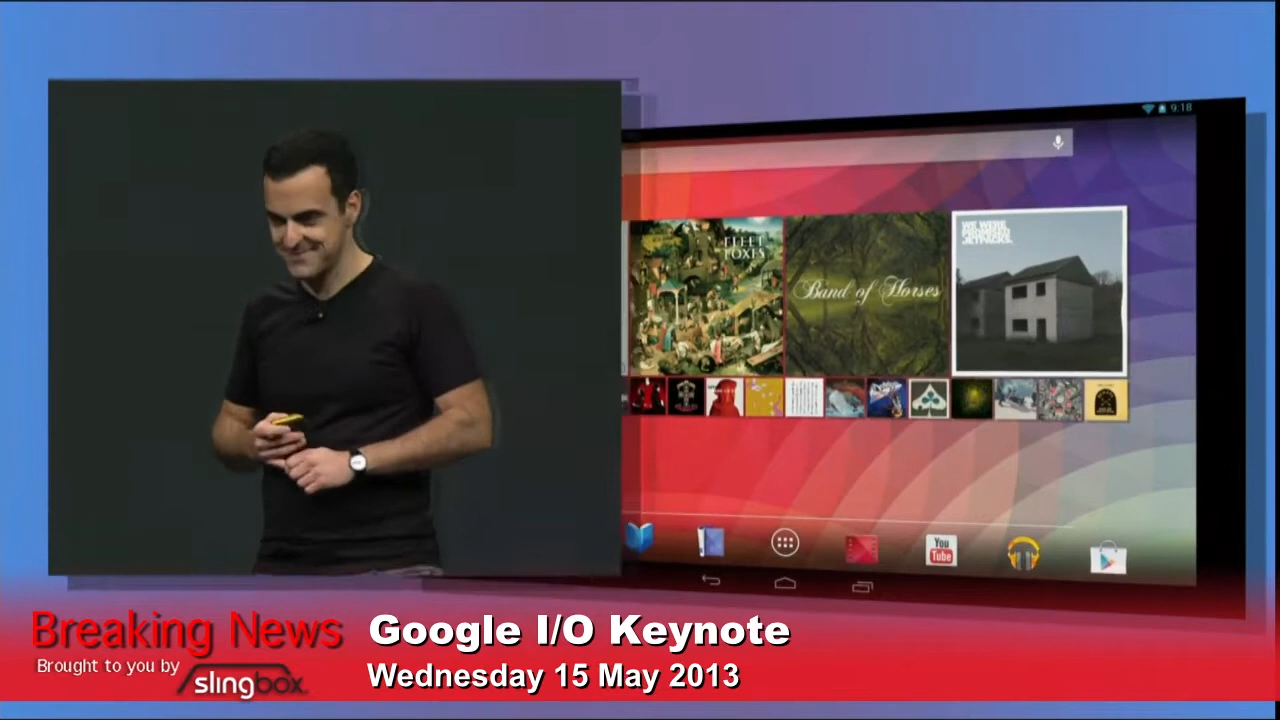 9:18
FLEET
FOXES
Band of Horses
WE WERE
PROMISED
JETPACKS.
You
Tube
Breaking News
Brought to you by
slingbox
Google I/O Keynote
Wednesday 15 May 2013